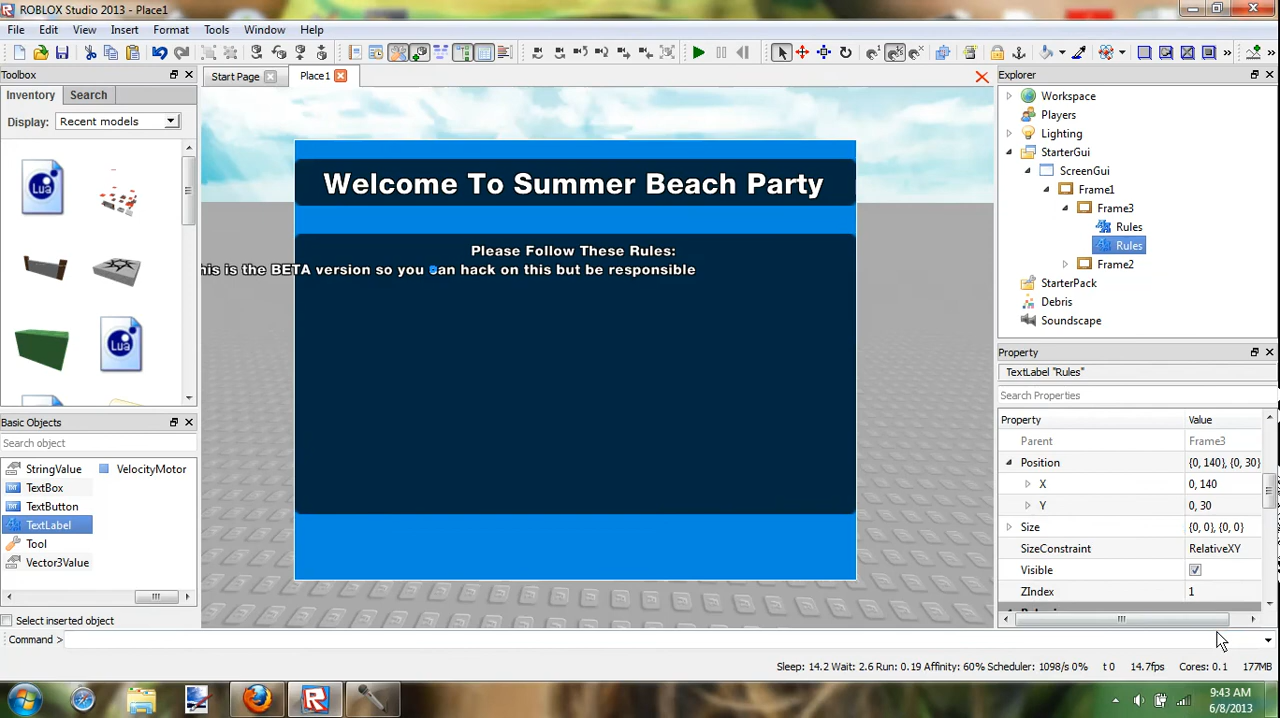 ROBLOX Studio 2013 - Place1
File Edit View Insert Format Tools Window Help
Toolbox
Inventory Search
Display: Recent models
Lua
Lua
Basic Objects
Search object
StringValue VelocityMotor
TextBox
TextButton
TextLabel
Tool
Vector3Value
Select inserted object
Start Page Place1
Welcome To Summer Beach Party
Please Follow These Rules:
his is the BETA version so you can hack on this but be responsible
Explorer
Workspace
Players
Lighting
StarterGui
ScreenGui
Frame1
Frame3
Rules
Rules
Frame2
StarterPack
Debris
Soundscape
Property
TextLabel "Rules"
Search Properties
Property Value
Parent Frame3
Position {0, 140}, {0, 30}
X 0, 140
Y 0, 30
Size {0, 0}, {0, 0}
SizeConstraint RelativeXY
Visible
ZIndex 1
Command >
Sleep: 14.2 Wait: 2.6 Run: 0.19 Affinity: 60% Scheduler: 1098/s 0% t 0 14.7fps Cores: 0.1 177MB
9:43 AM
6/8/2013